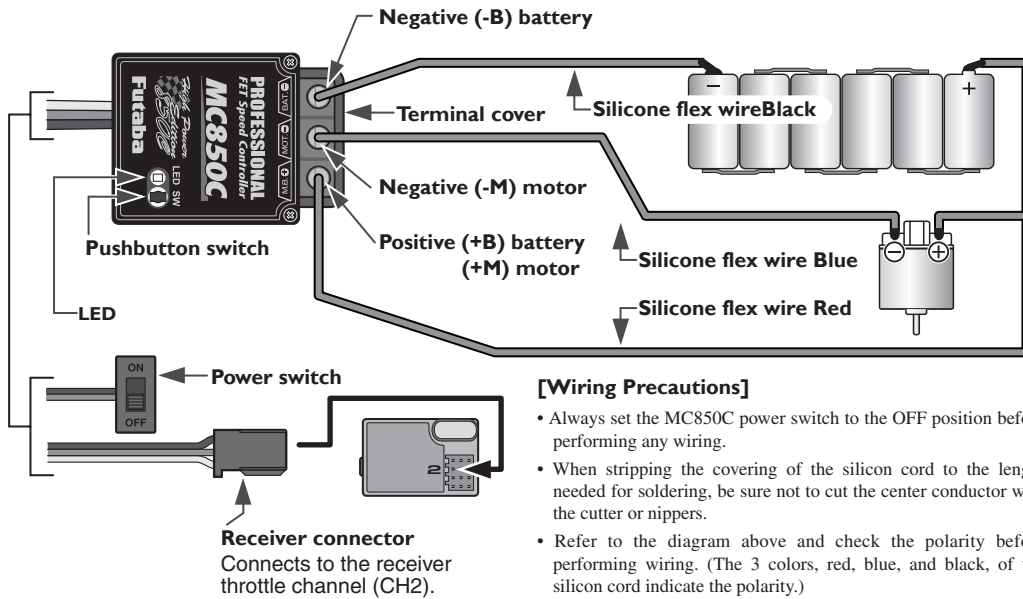 Negative (-B) battery
Terminal cover
Silicone flex wireBlack
Negative (-M) motor
Positive (+B) battery
(+M) motor
Silicone flex wire Blue
Silicone flex wire Red
PROFESSIONAL
FET Speed Controller
MC850C
High Power
Edition
Futaba
LED SW
BAT
MOT
M.B.
Pushbutton switch
LED
ON
OFF
Power switch
2
Receiver connector
Connects to the receiver
throttle channel (CH2).
[Wiring Precautions]
• Always set the MC850C power switch to the OFF position befo
performing any wiring.
• When stripping the covering of the silicon cord to the leng
needed for soldering, be sure not to cut the center conductor w
the cutter or nippers.
• Refer to the diagram above and check the polarity befo
performing wiring. (The 3 colors, red, blue, and black, of
silicon cord indicate the polarity.)